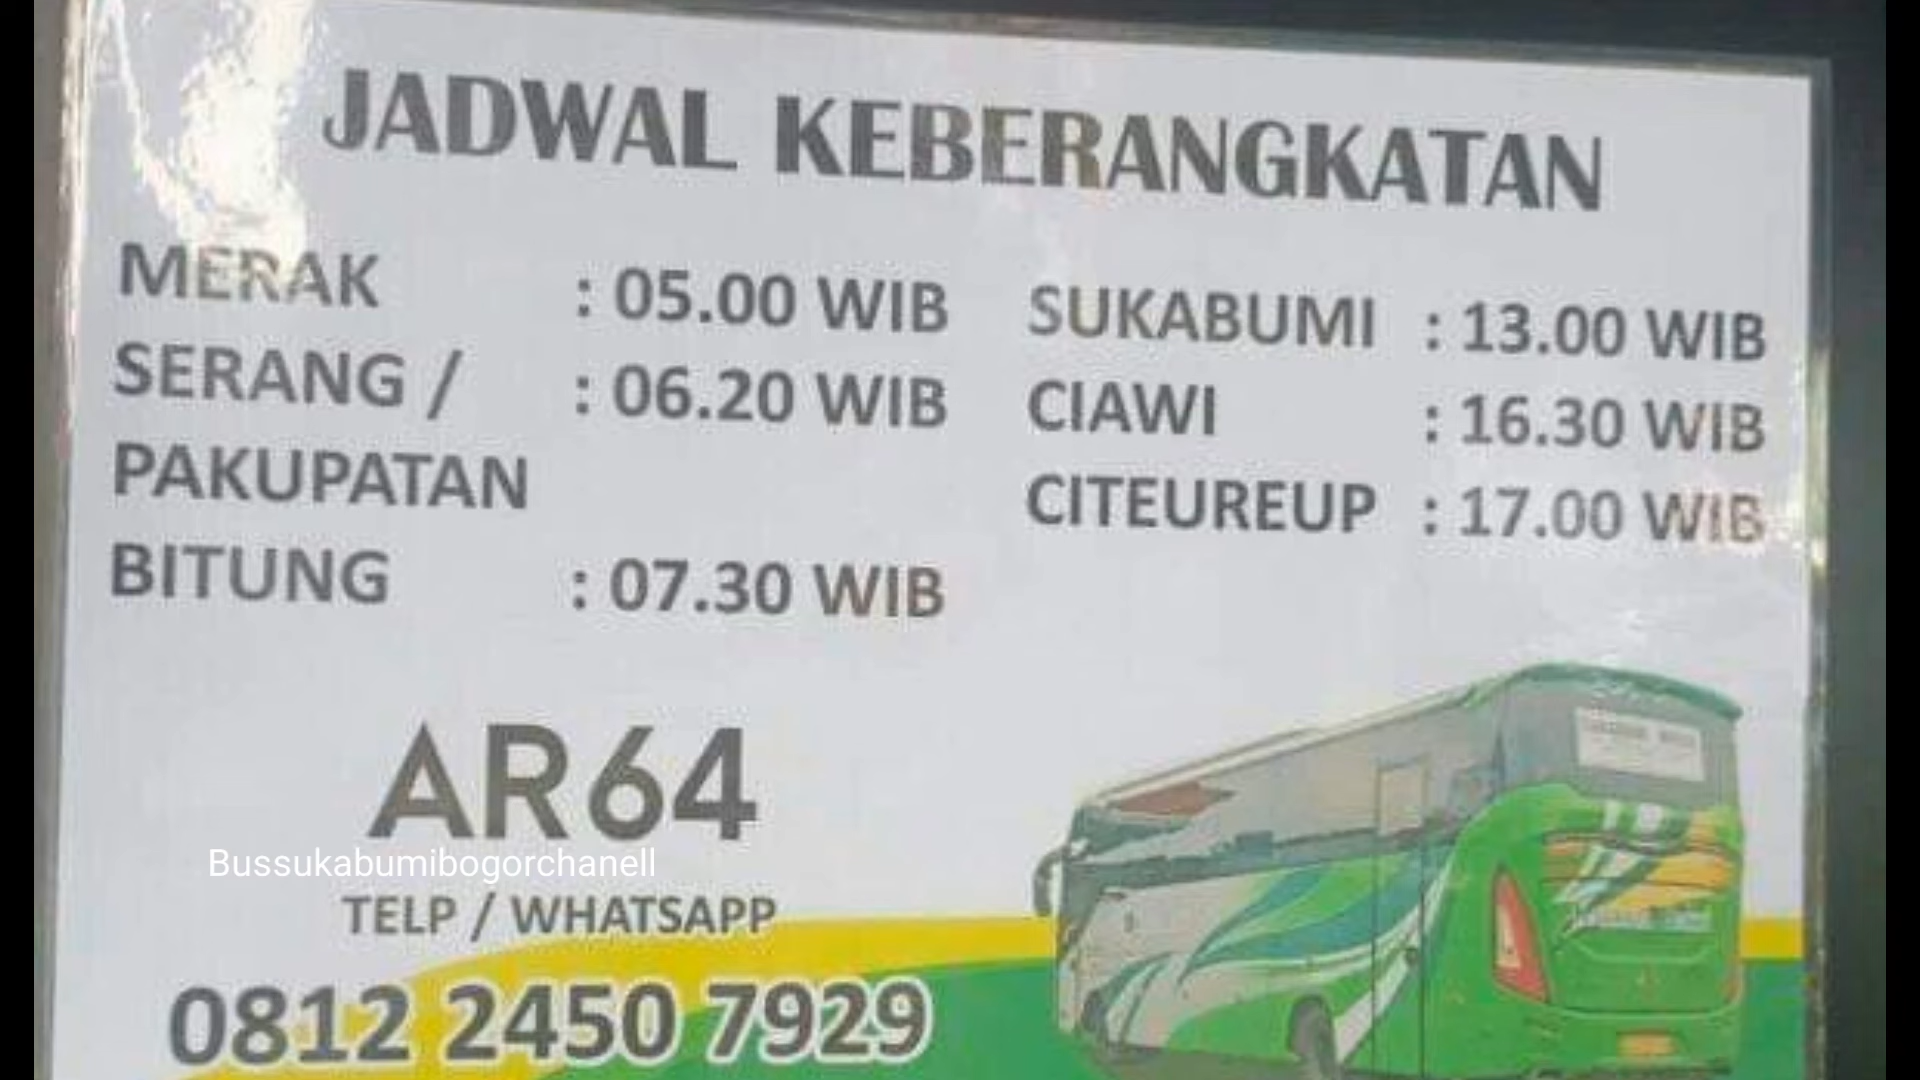 JADWAL KEBERANGKATAN
MERAK : 05.00 WIB
SERANG / : 06.20 WIB
PAKUPATAN
BITUNG : 07.30 WIB
SUKABUMI : 13.00 WIB
CIAWI : 16.30 WIB
CITEUREUP : 17.00 WIB
AR64
Bussukabumibogorchanell
TELP / WHATSAPP
0812 2450 7929